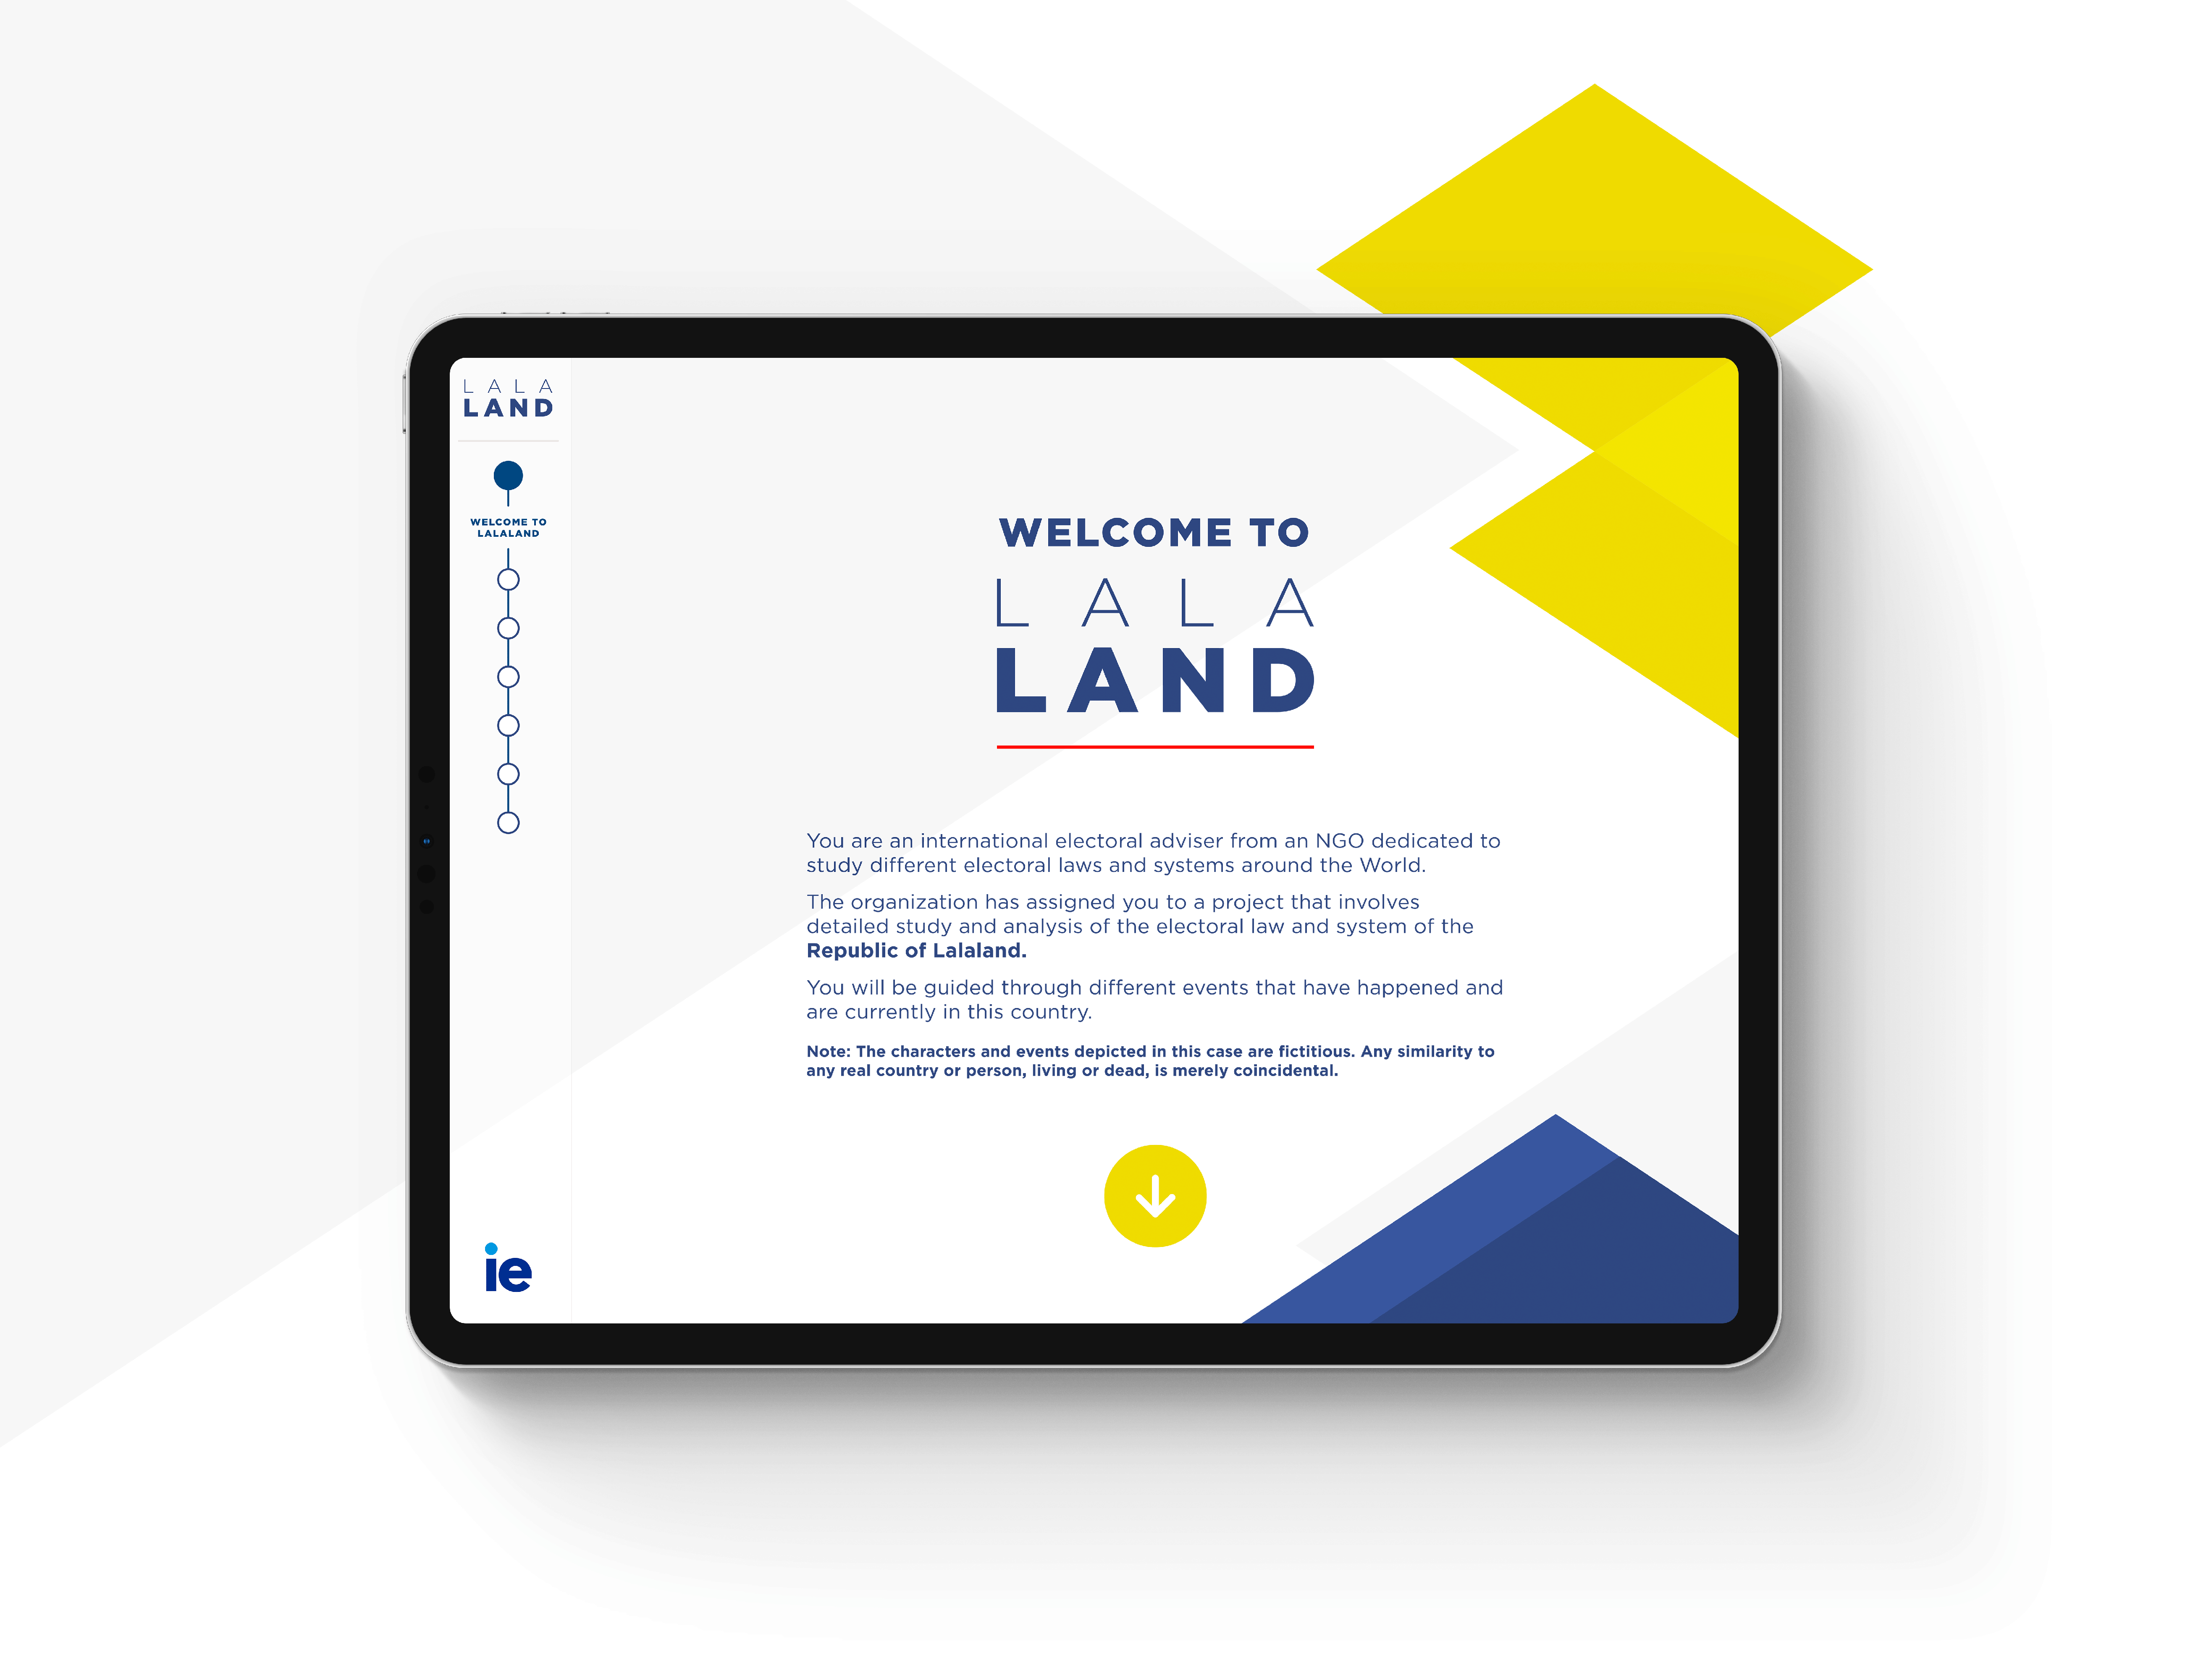 LALA
LAND
WELCOME TO
LALALAND
ie
WELCOME TO
LALA
LAND
You are an international electoral adviser from an NGO dedicated to
study different electoral laws and systems around the World.
The organization has assigned you to a project that involves
detailed study and analysis of the electoral law and system of the
Republic of Lalaland.
You will be guided through different events that have happened and
are currently in this country.
Note: The characters and events depicted in this case are fictitious. Any similarity to
any real country or person, living or dead, is merely coincidental.